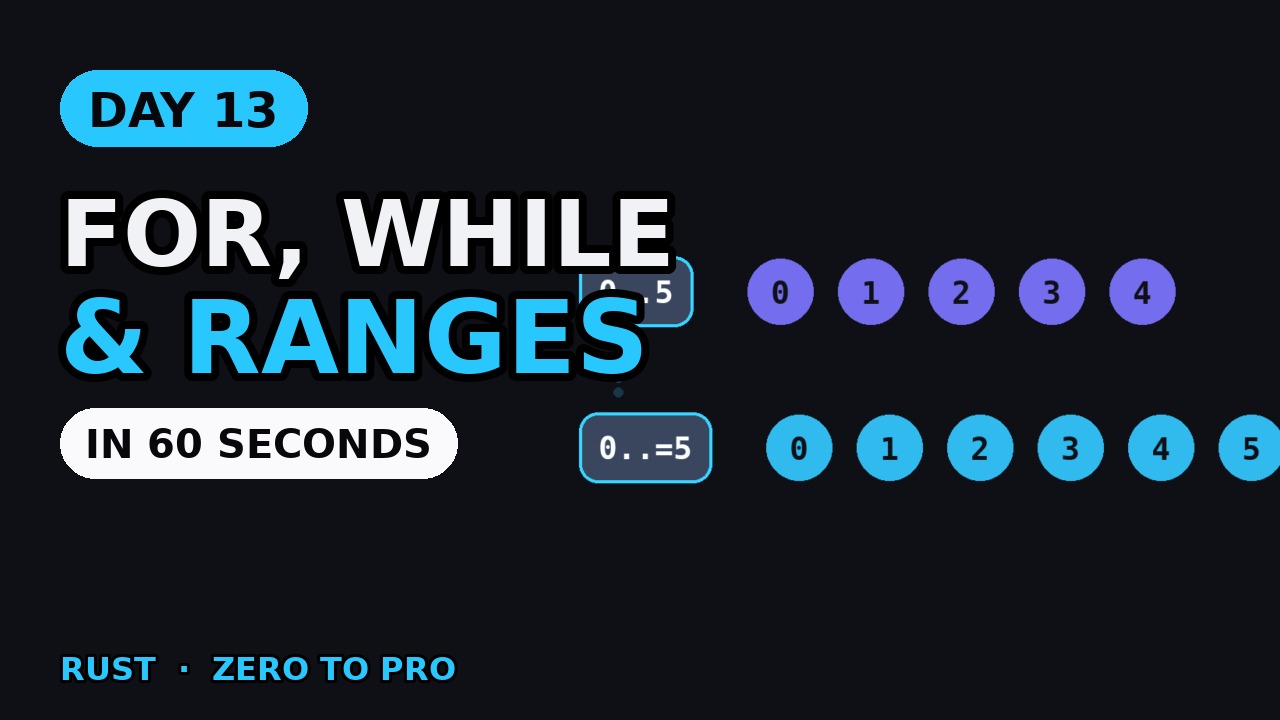 DAY 13
FOR, WHILE
& RANGES
IN 60 SECONDS
0 1 2 3 4
0..=5 0 1 2 3 4 5
RUST · ZERO TO PRO